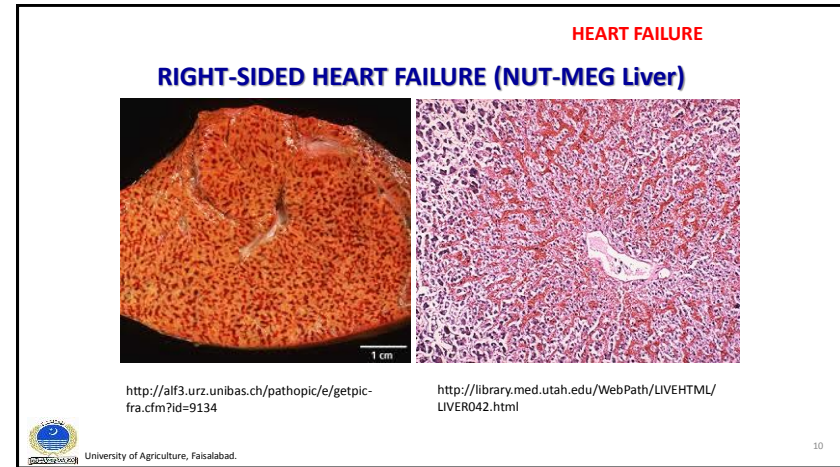 HEART FAILURE
RIGHT-SIDED HEART FAILURE (NUT-MEG Liver)
1 cm
http://alf3.urz.unibas.ch/pathopic/e/getpic-
fra.cfm?id=9134
http://library.med.utah.edu/WebPath/LIVEHTML/
LIVER042.html
University of Agriculture, Faisalabad.
10